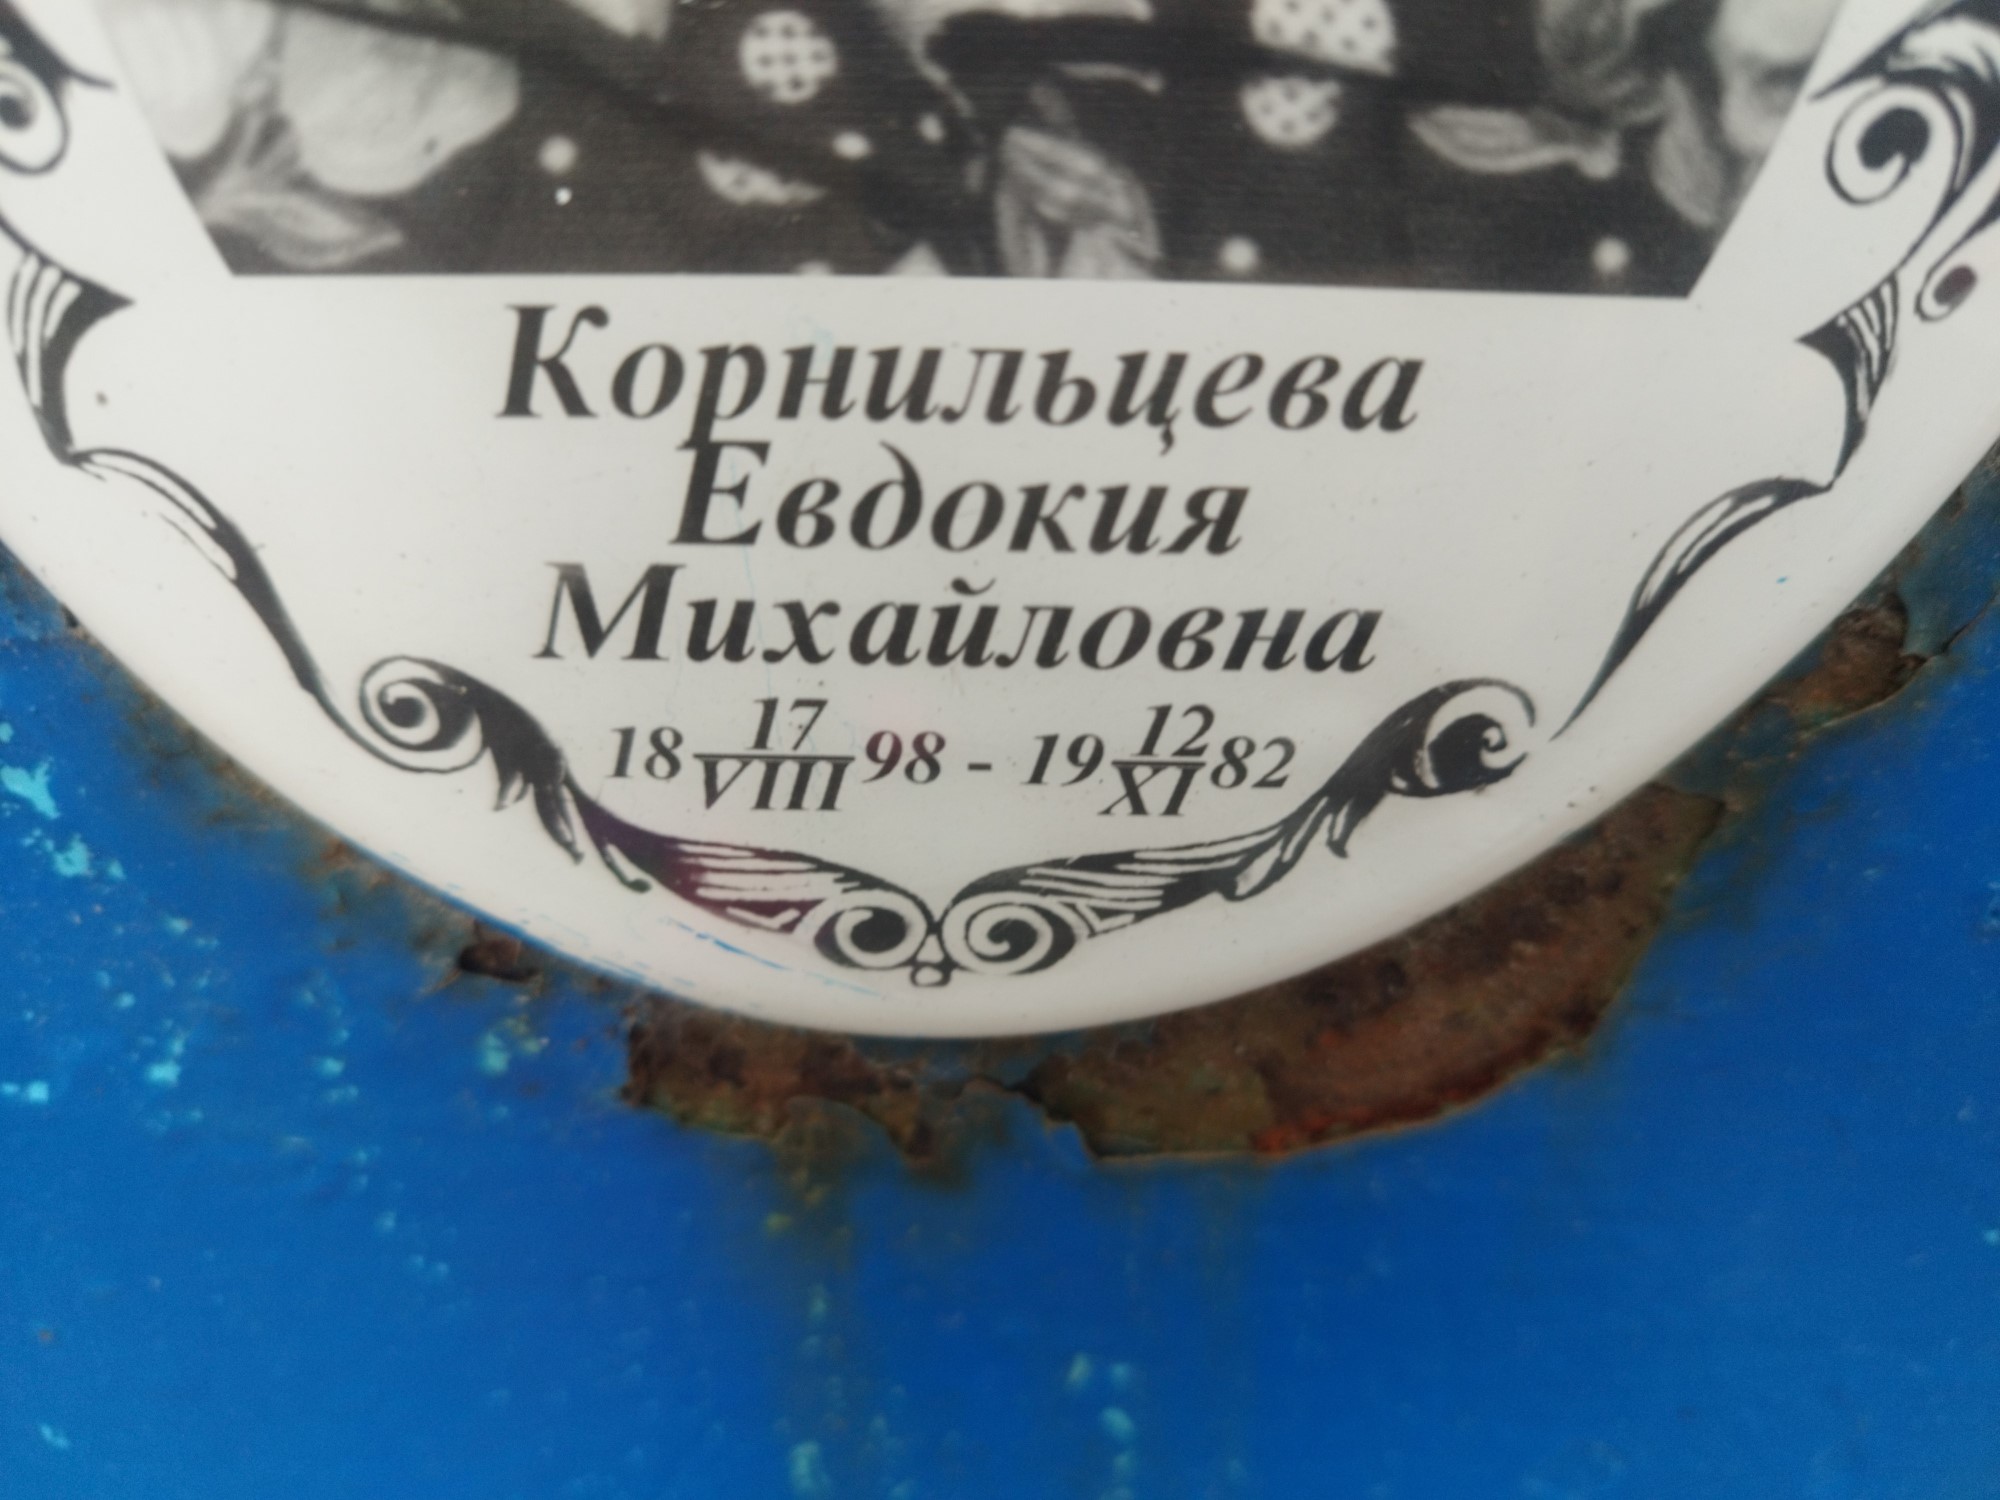 Корнильцева
Евдокия
Михайловна
18 17/VIII 98 - 19 12/XI 82